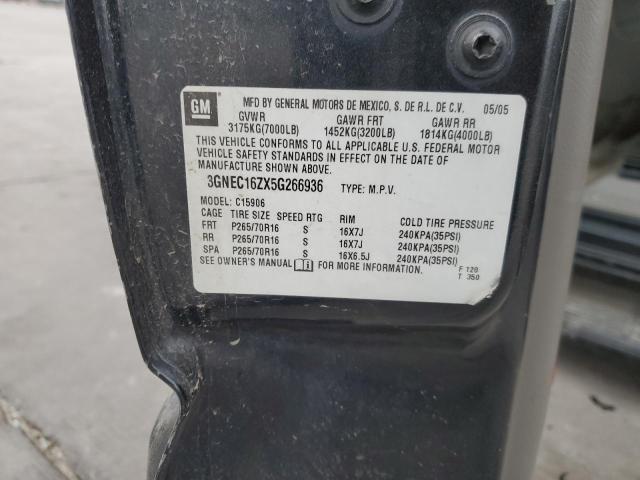 GM
MFD BY GENERAL MOTORS DE MEXICO, S. DE R.L. DE C.V. 05/05
GVWR GAWR FRT GAWR RR
3175KG(7000LB) 1452KG(3200LB) 1814KG(4000LB)
THIS VEHICLE CONFORMS TO ALL APPLICABLE U.S. FEDERAL MOTOR
VEHICLE SAFETY STANDARDS IN EFFECT ON THE DATE OF
MANUFACTURE SHOWN ABOVE.
3GNEC16ZX5G266936 TYPE: M.P.V.
MODEL: C15906
CAGE TIRE SIZE SPEED RTG RIM COLD TIRE PRESSURE
FRT P265/70R16 S 16X7J 240KPA(35PSI)
RR P265/70R16 S 16X7J 240KPA(35PSI)
SPA P265/70R16 S 16X6.5J 240KPA(35PSI)
SEE OWNER'S MANUAL FOR MORE INFORMATION.
F 120
T 350